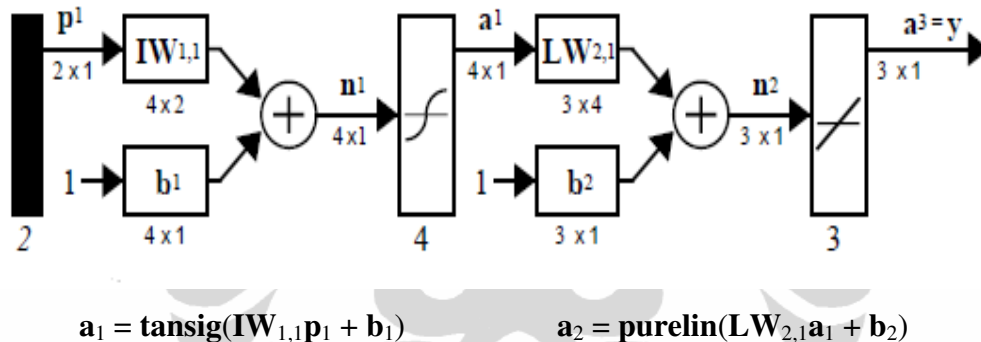 p¹
2 x 1
IW₁,₁
4 x 2
1
b¹
4 x 1
2
n¹
4x1
4
a¹
4 x 1
LW₂,₁
3 x 4
1
b²
3 x 1
n²
3 x 1
3
a³ = y
3 x 1
a₁ = tansig(IW₁,₁p₁ + b₁)
a₂ = purelin(LW₂,₁a₁ + b₂)